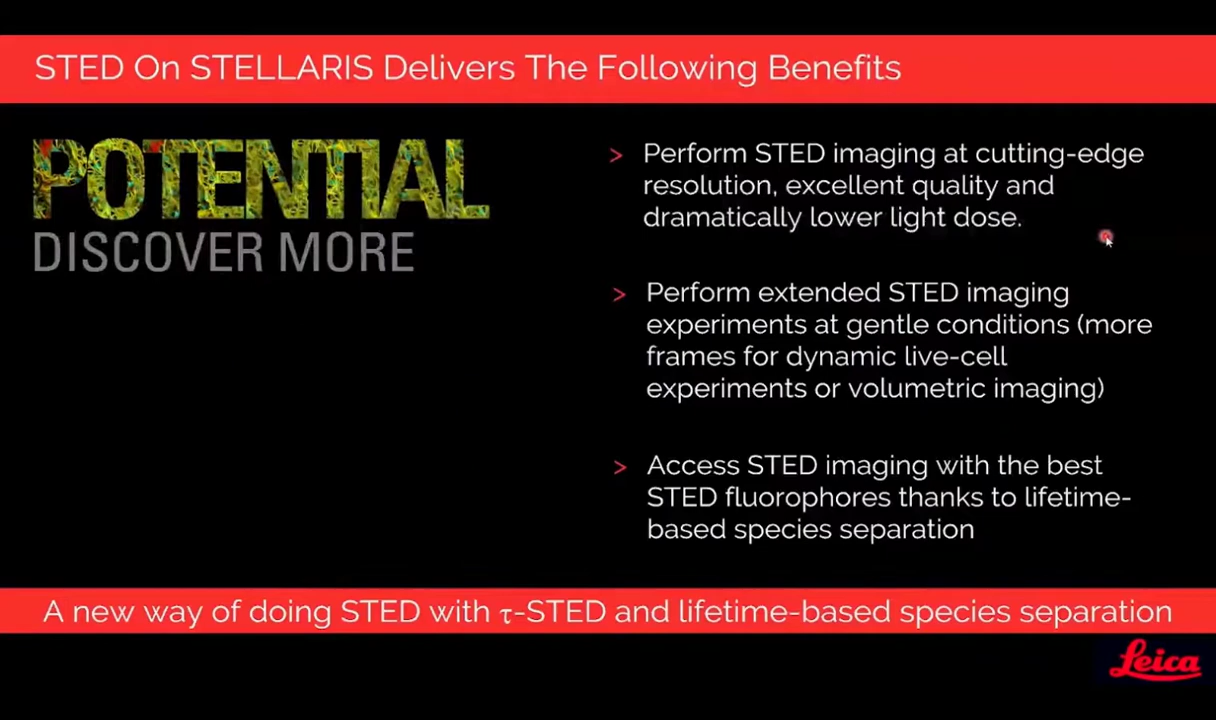 STED On STELLARIS Delivers The Following Benefits
POTENTIAL
DISCOVER MORE
> Perform STED imaging at cutting-edge
resolution, excellent quality and
dramatically lower light dose.
> Perform extended STED imaging
experiments at gentle conditions (more
frames for dynamic live-cell
experiments or volumetric imaging)
> Access STED imaging with the best
STED fluorophores thanks to lifetime-
based species separation
A new way of doing STED with τ-STED and lifetime-based species separation
Leica